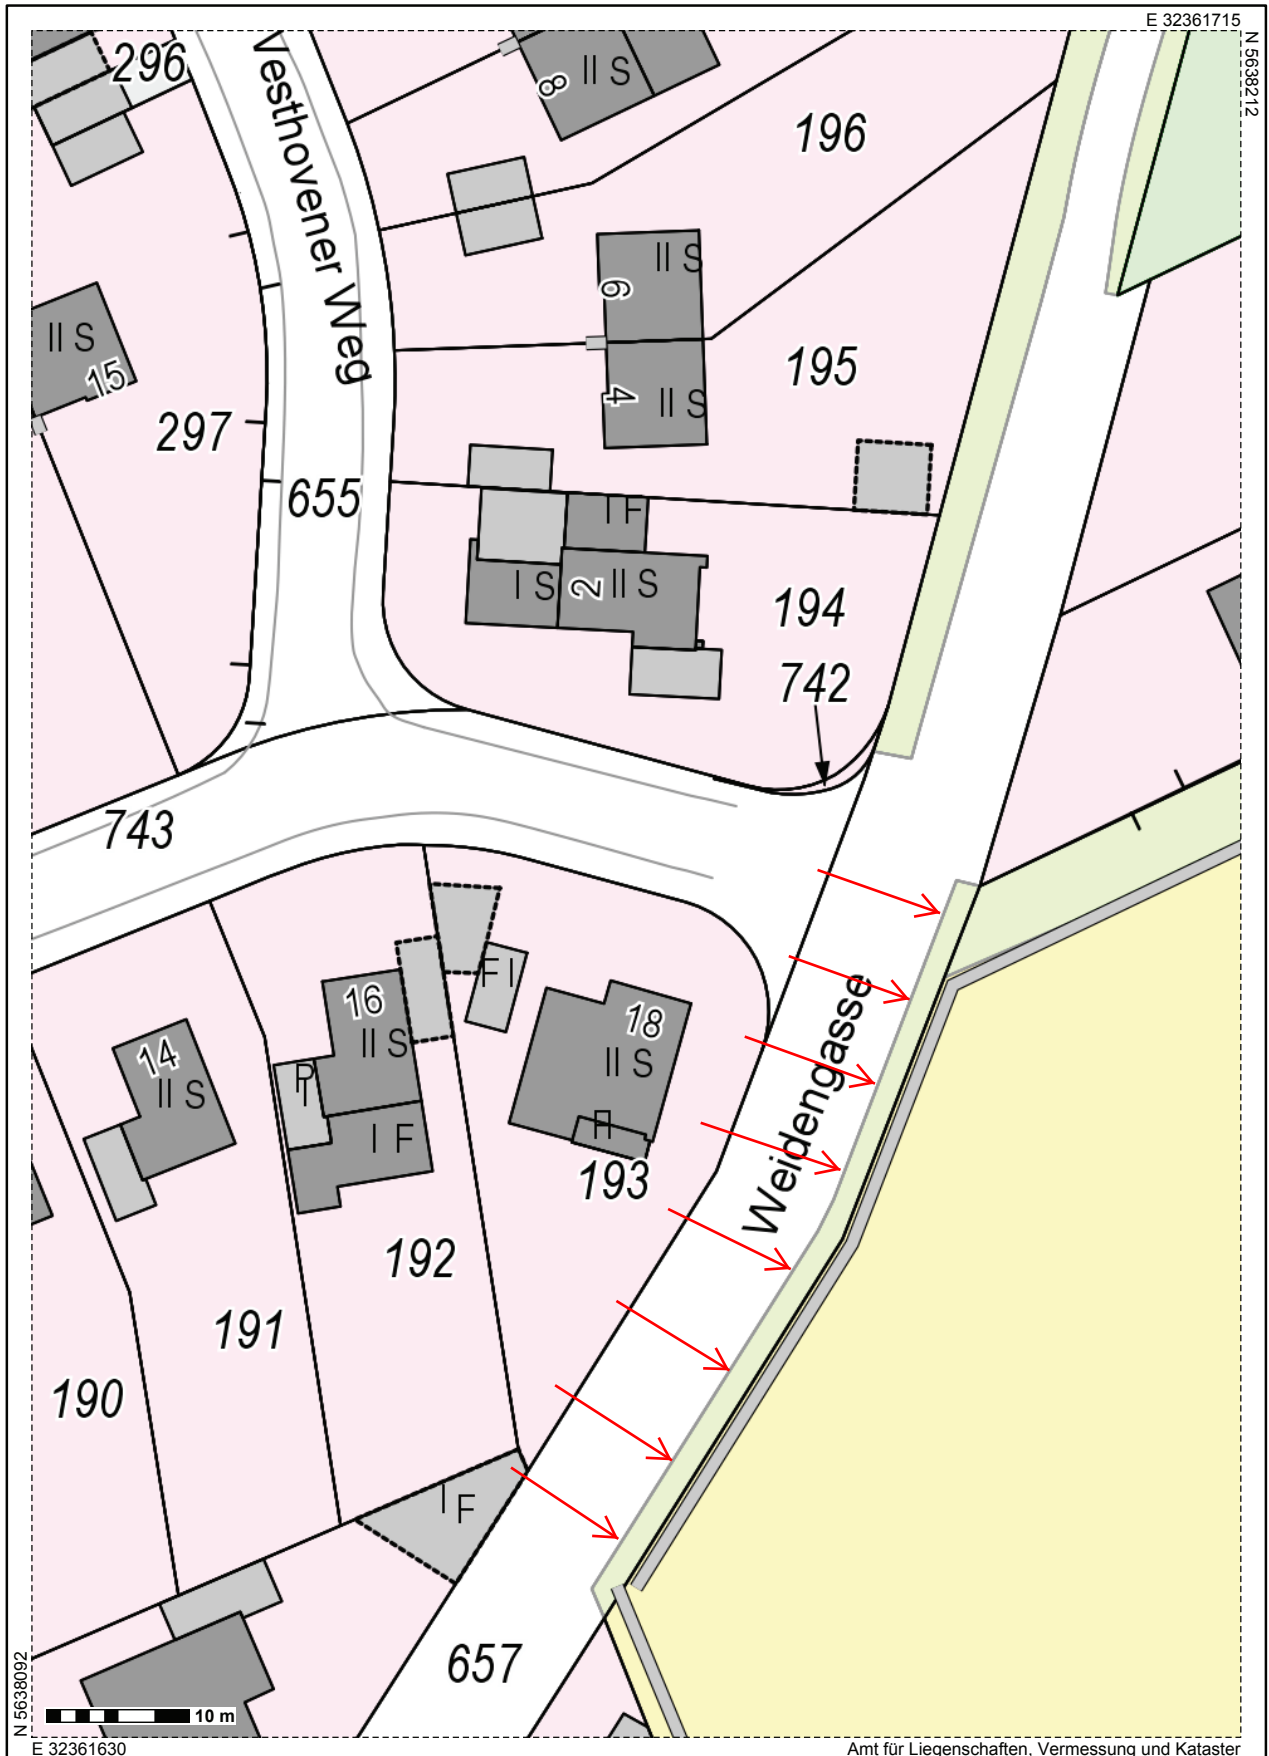 E 32361715
N 5638212
296
Westhovener Weg
8
II S
196
6
II S
195
4
II S
II S
15
297
655
I F
I S
2
II S
194
742
743
16
II S
F I
18
II S
14
II S
I F
193
Weidengasse
192
191
190
I F
657
N 5638092
10 m
E 32361630
Amt für Liegenschaften, Vermessung und Kataster